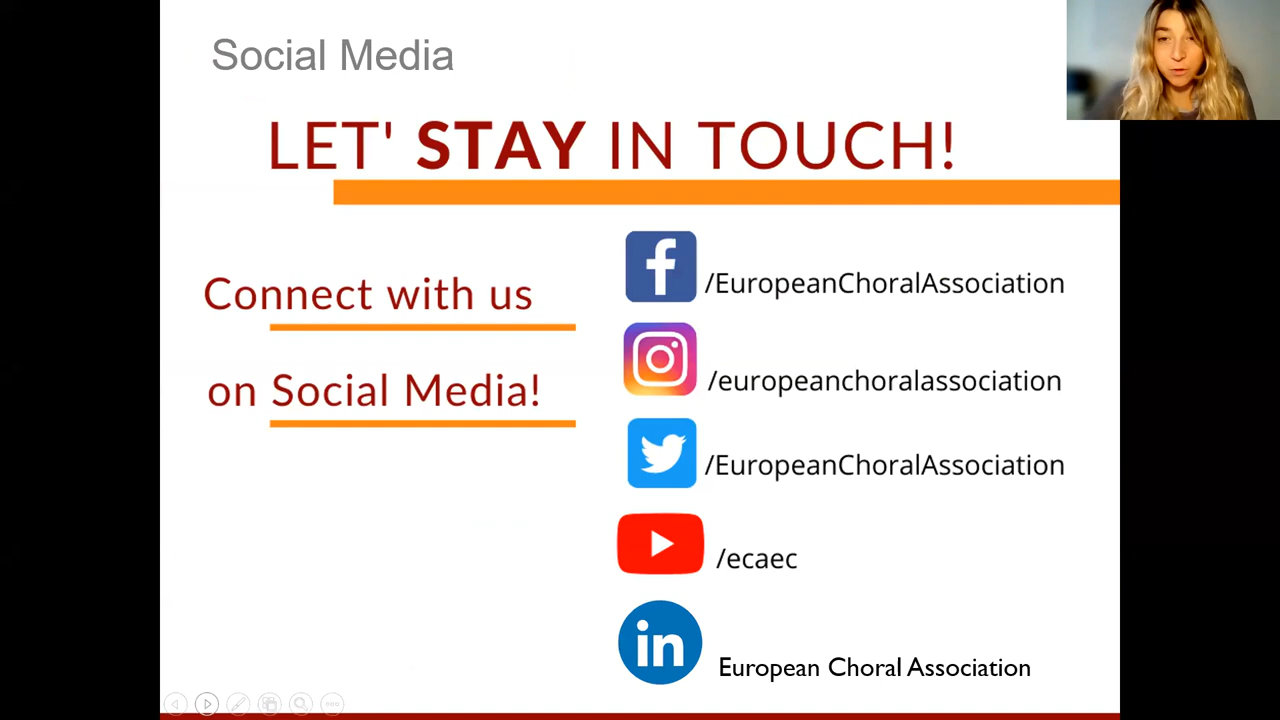 Social Media
LET' STAY IN TOUCH!
Connect with us
on Social Media!
/EuropeanChoralAssociation
/europeanchoralassociation
/EuropeanChoralAssociation
/ecaec
in
European Choral Association